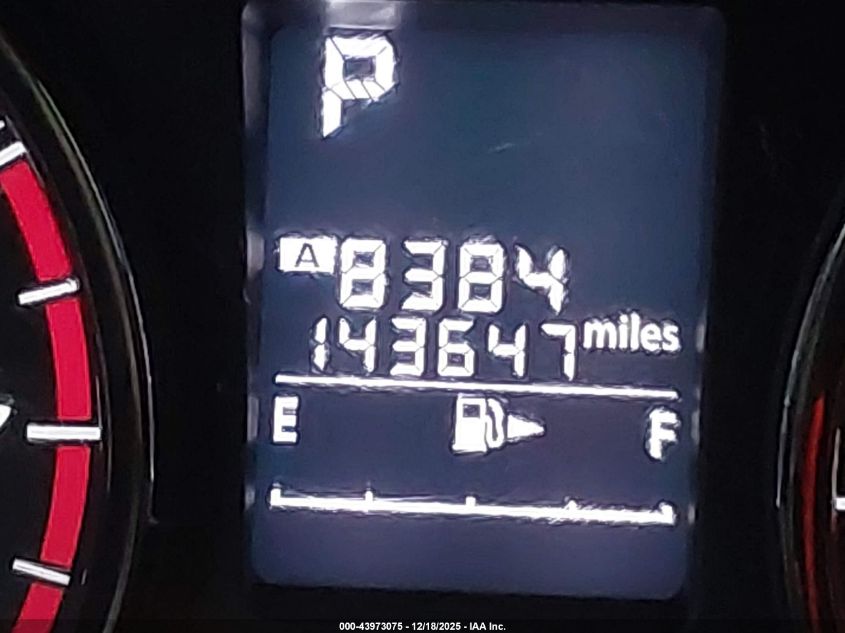 P
A 8384
143647 miles
E F
000-43973075 - 12/18/2025 - IAA Inc.